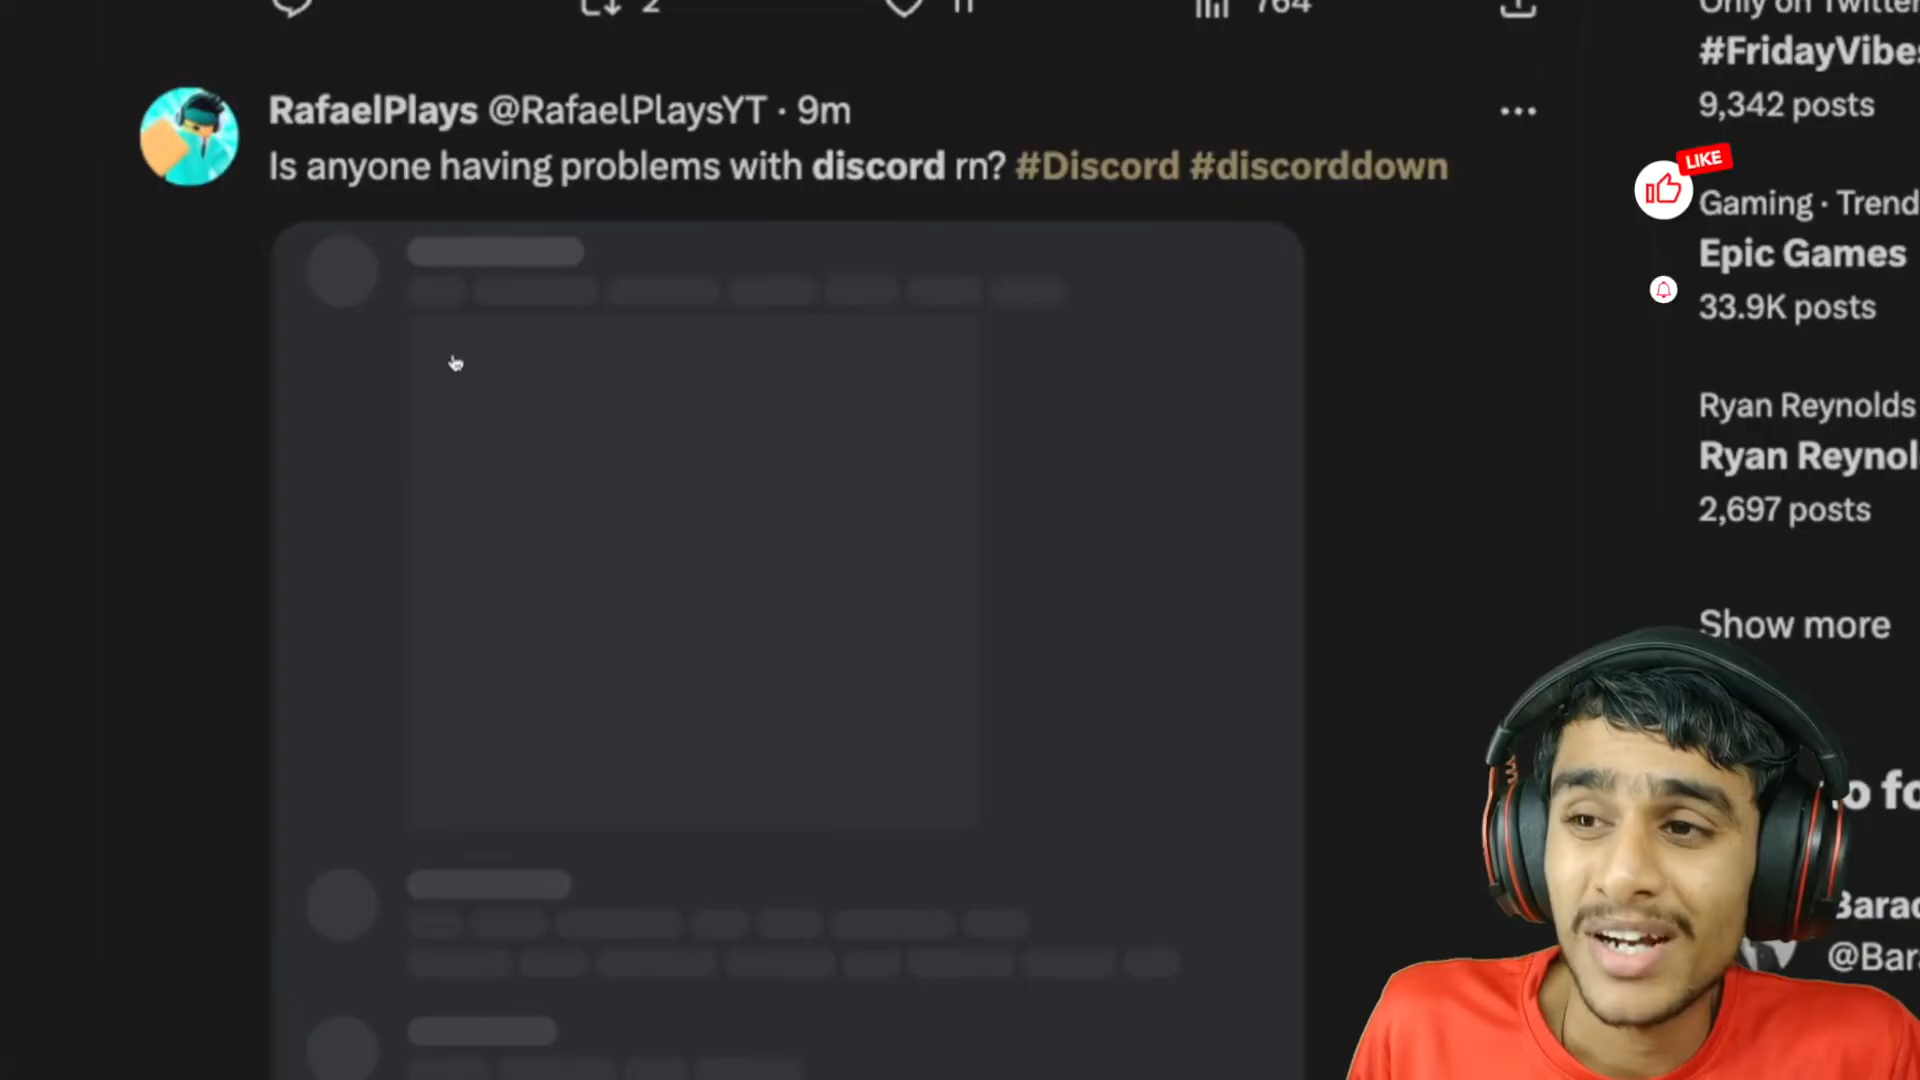 2 11 764
RafaelPlays @RafaelPlaysYT · 9m
Is anyone having problems with discord rn? #Discord #discorddown
Only on Twitter
#FridayVibes
9,342 posts
LIKE
Gaming · Trend
Epic Games
33.9K posts
Ryan Reynolds
Ryan Reynol
2,697 posts
Show more
o fo
Barac
@Bar